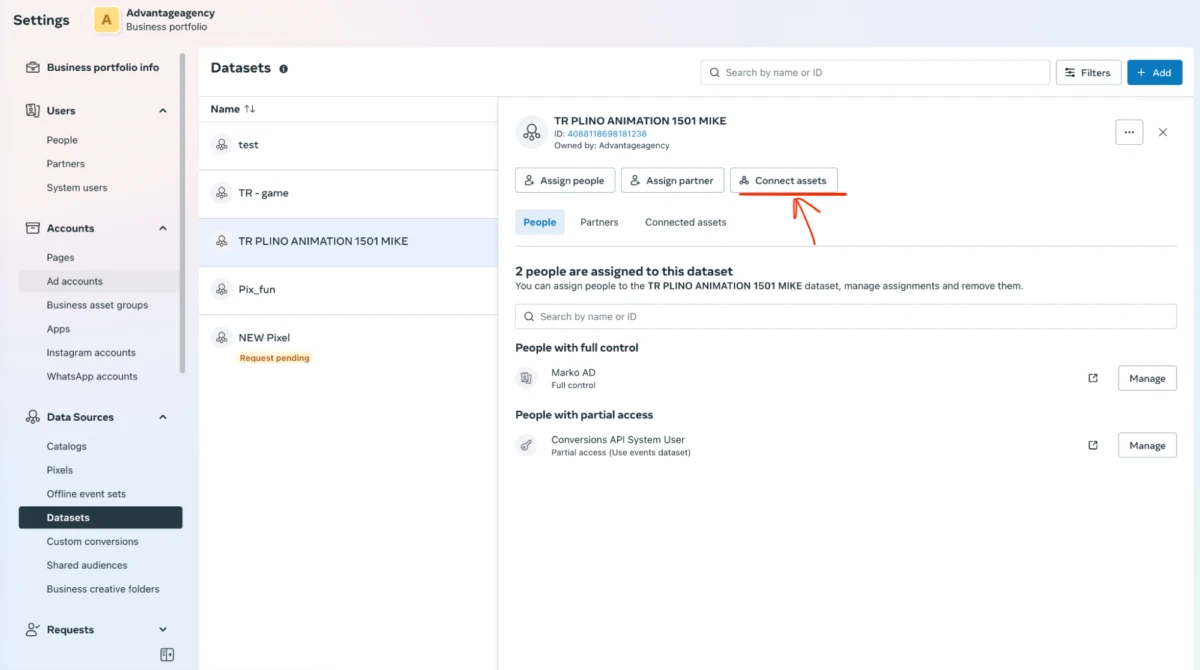 Settings
A
Advantageagency
Business portfolio
Business portfolio info
Users
People
Partners
System users
Accounts
Pages
Ad accounts
Business asset groups
Apps
Instagram accounts
WhatsApp accounts
Data Sources
Catalogs
Pixels
Offline event sets
Datasets
Custom conversions
Shared audiences
Business creative folders
Requests
Datasets
Search by name or ID
Filters
+ Add
Name
test
TR - game
TR PLINO ANIMATION 1501 MIKE
Pix_fun
NEW Pixel
Request pending
TR PLINO ANIMATION 1501 MIKE
ID: 4088118698181238
Owned by: Advantageagency
Assign people
Assign partner
Connect assets
People
Partners
Connected assets
2 people are assigned to this dataset
You can assign people to the TR PLINO ANIMATION 1501 MIKE dataset, manage assignments and remove them.
Search by name or ID
People with full control
Marko AD
Full control
Manage
People with partial access
Conversions API System User
Partial access (Use events dataset)
Manage